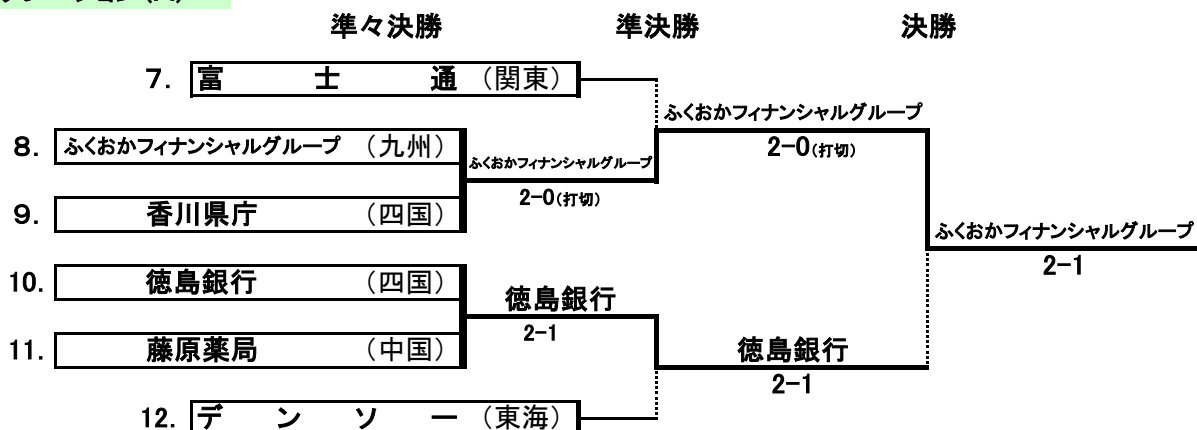 準々決勝 準決勝 決勝
7. 富士通 (関東)
ふくおかフィナンシャルグループ
8. ふくおかフィナンシャルグループ (九州)
2-0(打切)
ふくおかフィナンシャルグループ
2-0(打切)
9. 香川県庁 (四国)
ふくおかフィナンシャルグループ
2-1
10. 徳島銀行 (四国)
徳島銀行
2-1
11. 藤原薬局 (中国)
徳島銀行
2-1
12. デンソー (東海)